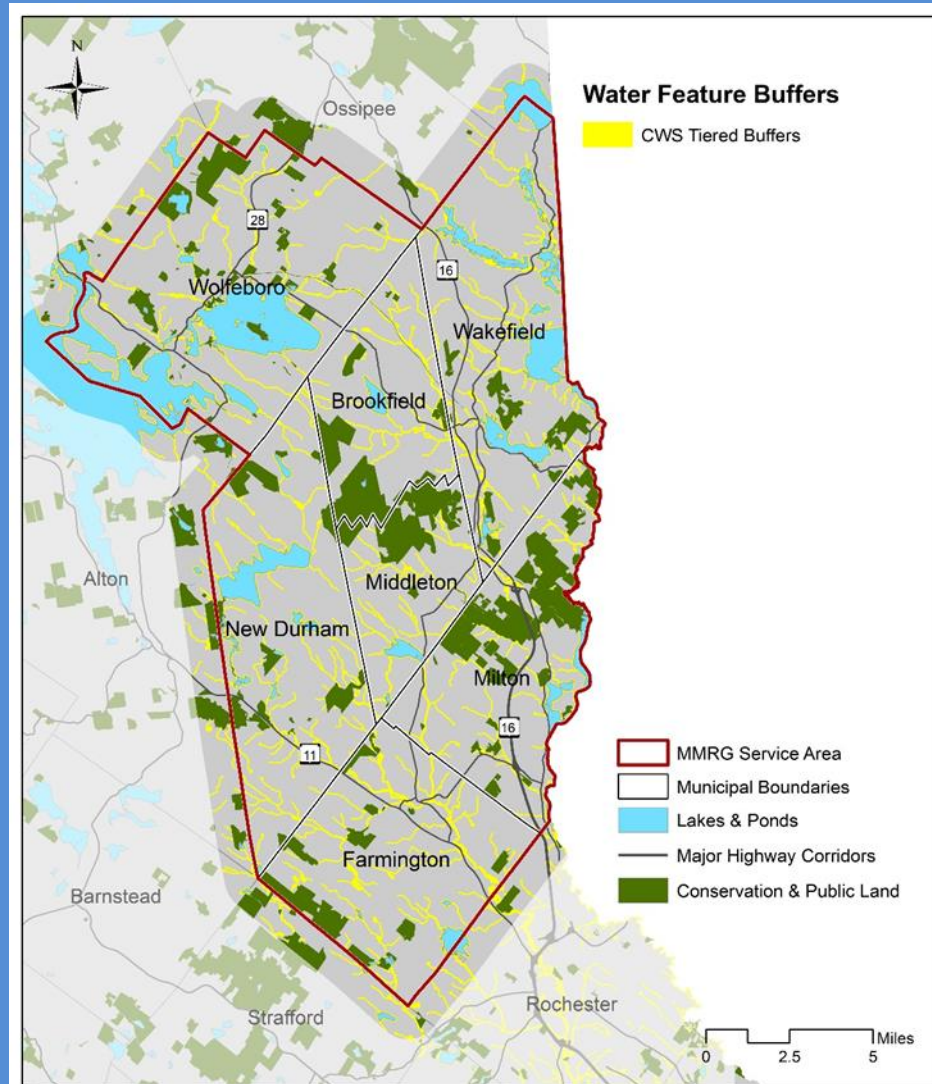 N
Ossipee
Water Feature Buffers
CWS Tiered Buffers
28
16
Wolfeboro
Wakefield
Brookfield
Alton
Middleton
New Durham
Milton
16
11
MMRG Service Area
Municipal Boundaries
Lakes & Ponds
Major Highway Corridors
Conservation & Public Land
Farmington
Barnstead
Strafford
Rochester
Miles
0 2.5 5